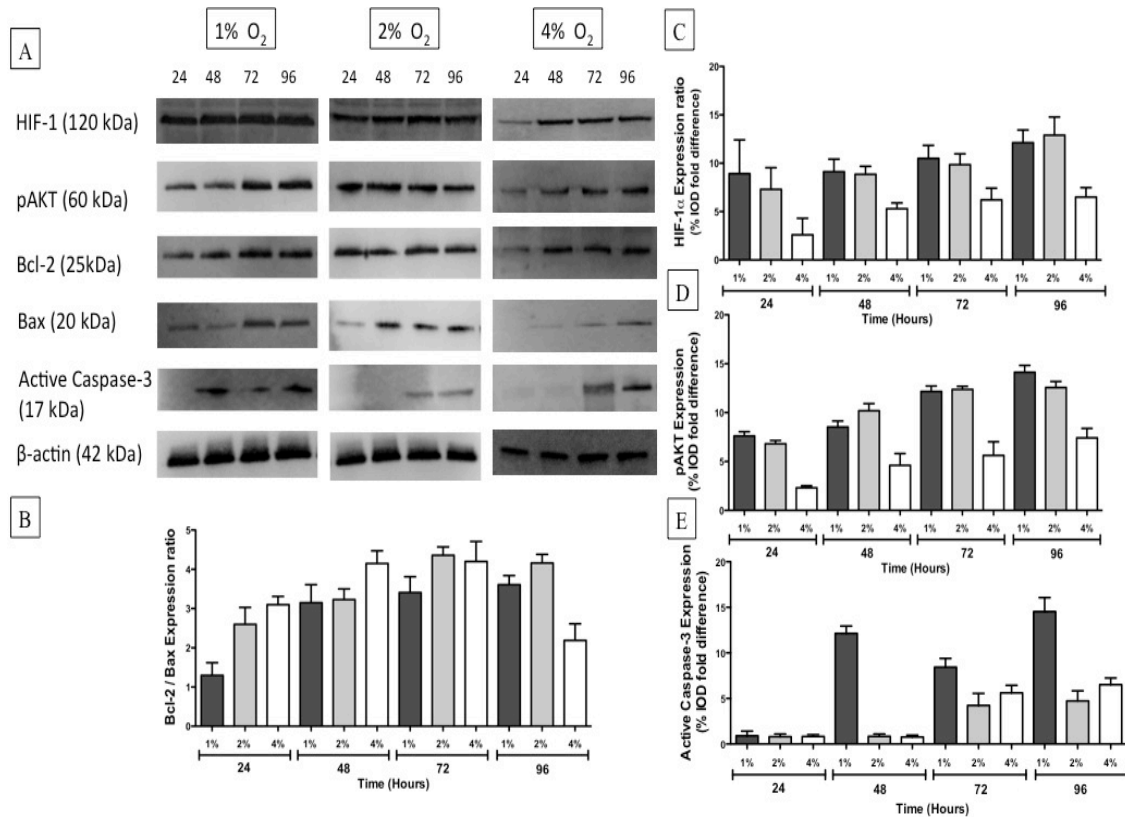 A
1% O2
2% O2
4% O2
24 48 72 96
24 48 72 96
24 48 72 96
HIF-1 (120 kDa)
pAKT (60 kDa)
Bcl-2 (25kDa)
Bax (20 kDa)
Active Caspase-3
(17 kDa)
β-actin (42 kDa)
B
Bcl-2 / Bax Expression ratio
5
4
3
2
1
0
1% 2% 4% 1% 2% 4% 1% 2% 4% 1% 2% 4%
24 48 72 96
Time (Hours)
C
HIF-1α Expression ratio
(% IOD fold difference)
20
15
10
5
0
1% 2% 4% 1% 2% 4% 1% 2% 4% 1% 2% 4%
24 48 72 96
Time (Hours)
D
pAKT Expression
(% IOD fold difference)
20
15
10
5
0
1% 2% 4% 1% 2% 4% 1% 2% 4% 1% 2% 4%
24 48 72 96
Time (Hours)
E
Active Caspase-3 Expression
(% IOD fold difference)
20
15
10
5
0
1% 2% 4% 1% 2% 4% 1% 2% 4% 1% 2% 4%
24 48 72 96
Time (Hours)